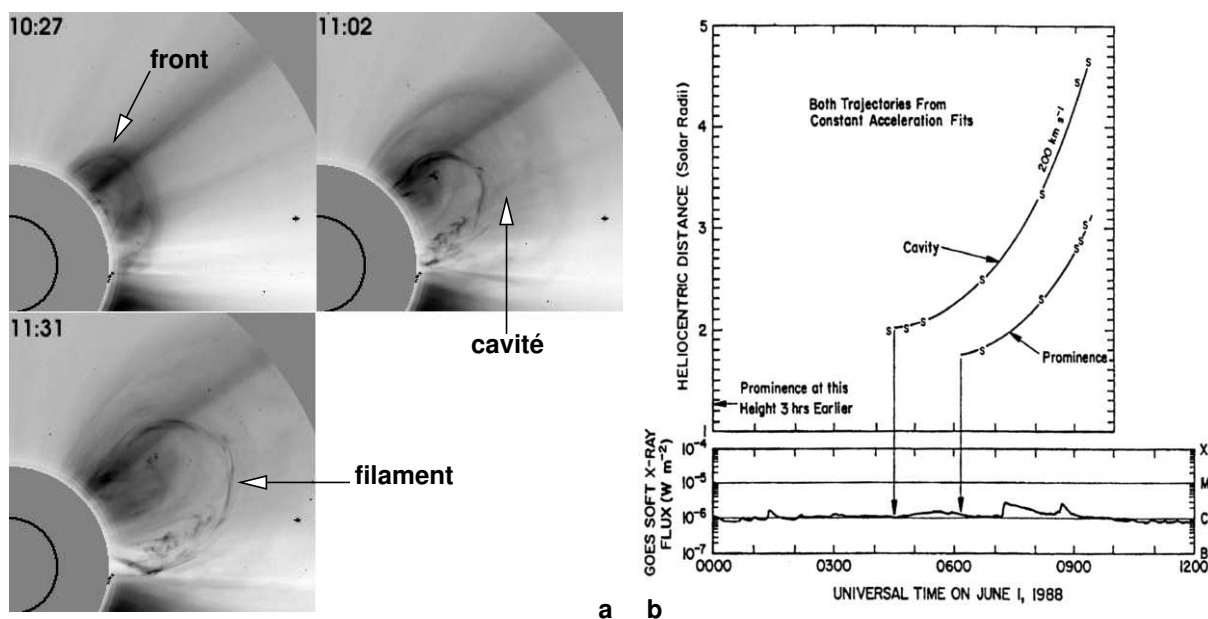 10:27
front
11:02
cavité
11:31
filament
a
b
5
4
3
2
1
HELIOCENTRIC DISTANCE (Solar Radii)
Both Trajectories From
Constant Acceleration Fits
200 km s⁻¹
S
S
S
S
S
S
S
Cavity
S
S
S
S
S
Prominence
Prominence at this
Height 3 hrs Earlier
GOES SOFT X-RAY
FLUX (W m⁻²)
10⁻⁴
10⁻⁵
10⁻⁶
10⁻⁷
X
M
C
B
0000
0300
0600
0900
1200
UNIVERSAL TIME ON JUNE 1, 1988